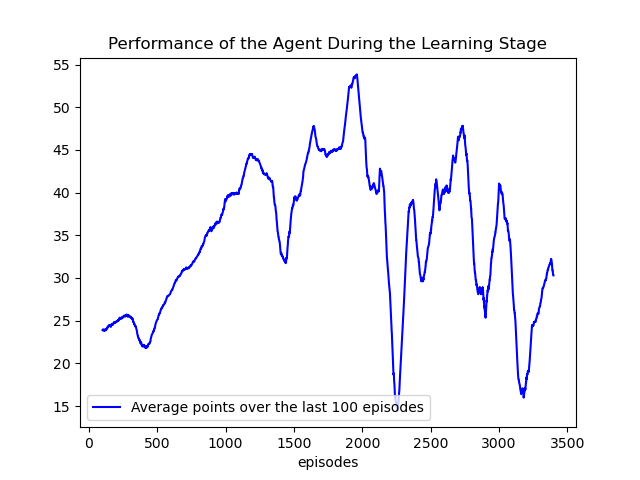 Performance of the Agent During the Learning Stage
55
50
45
40
35
30
25
20
15
Average points over the last 100 episodes
0 500 1000 1500 2000 2500 3000 3500
episodes